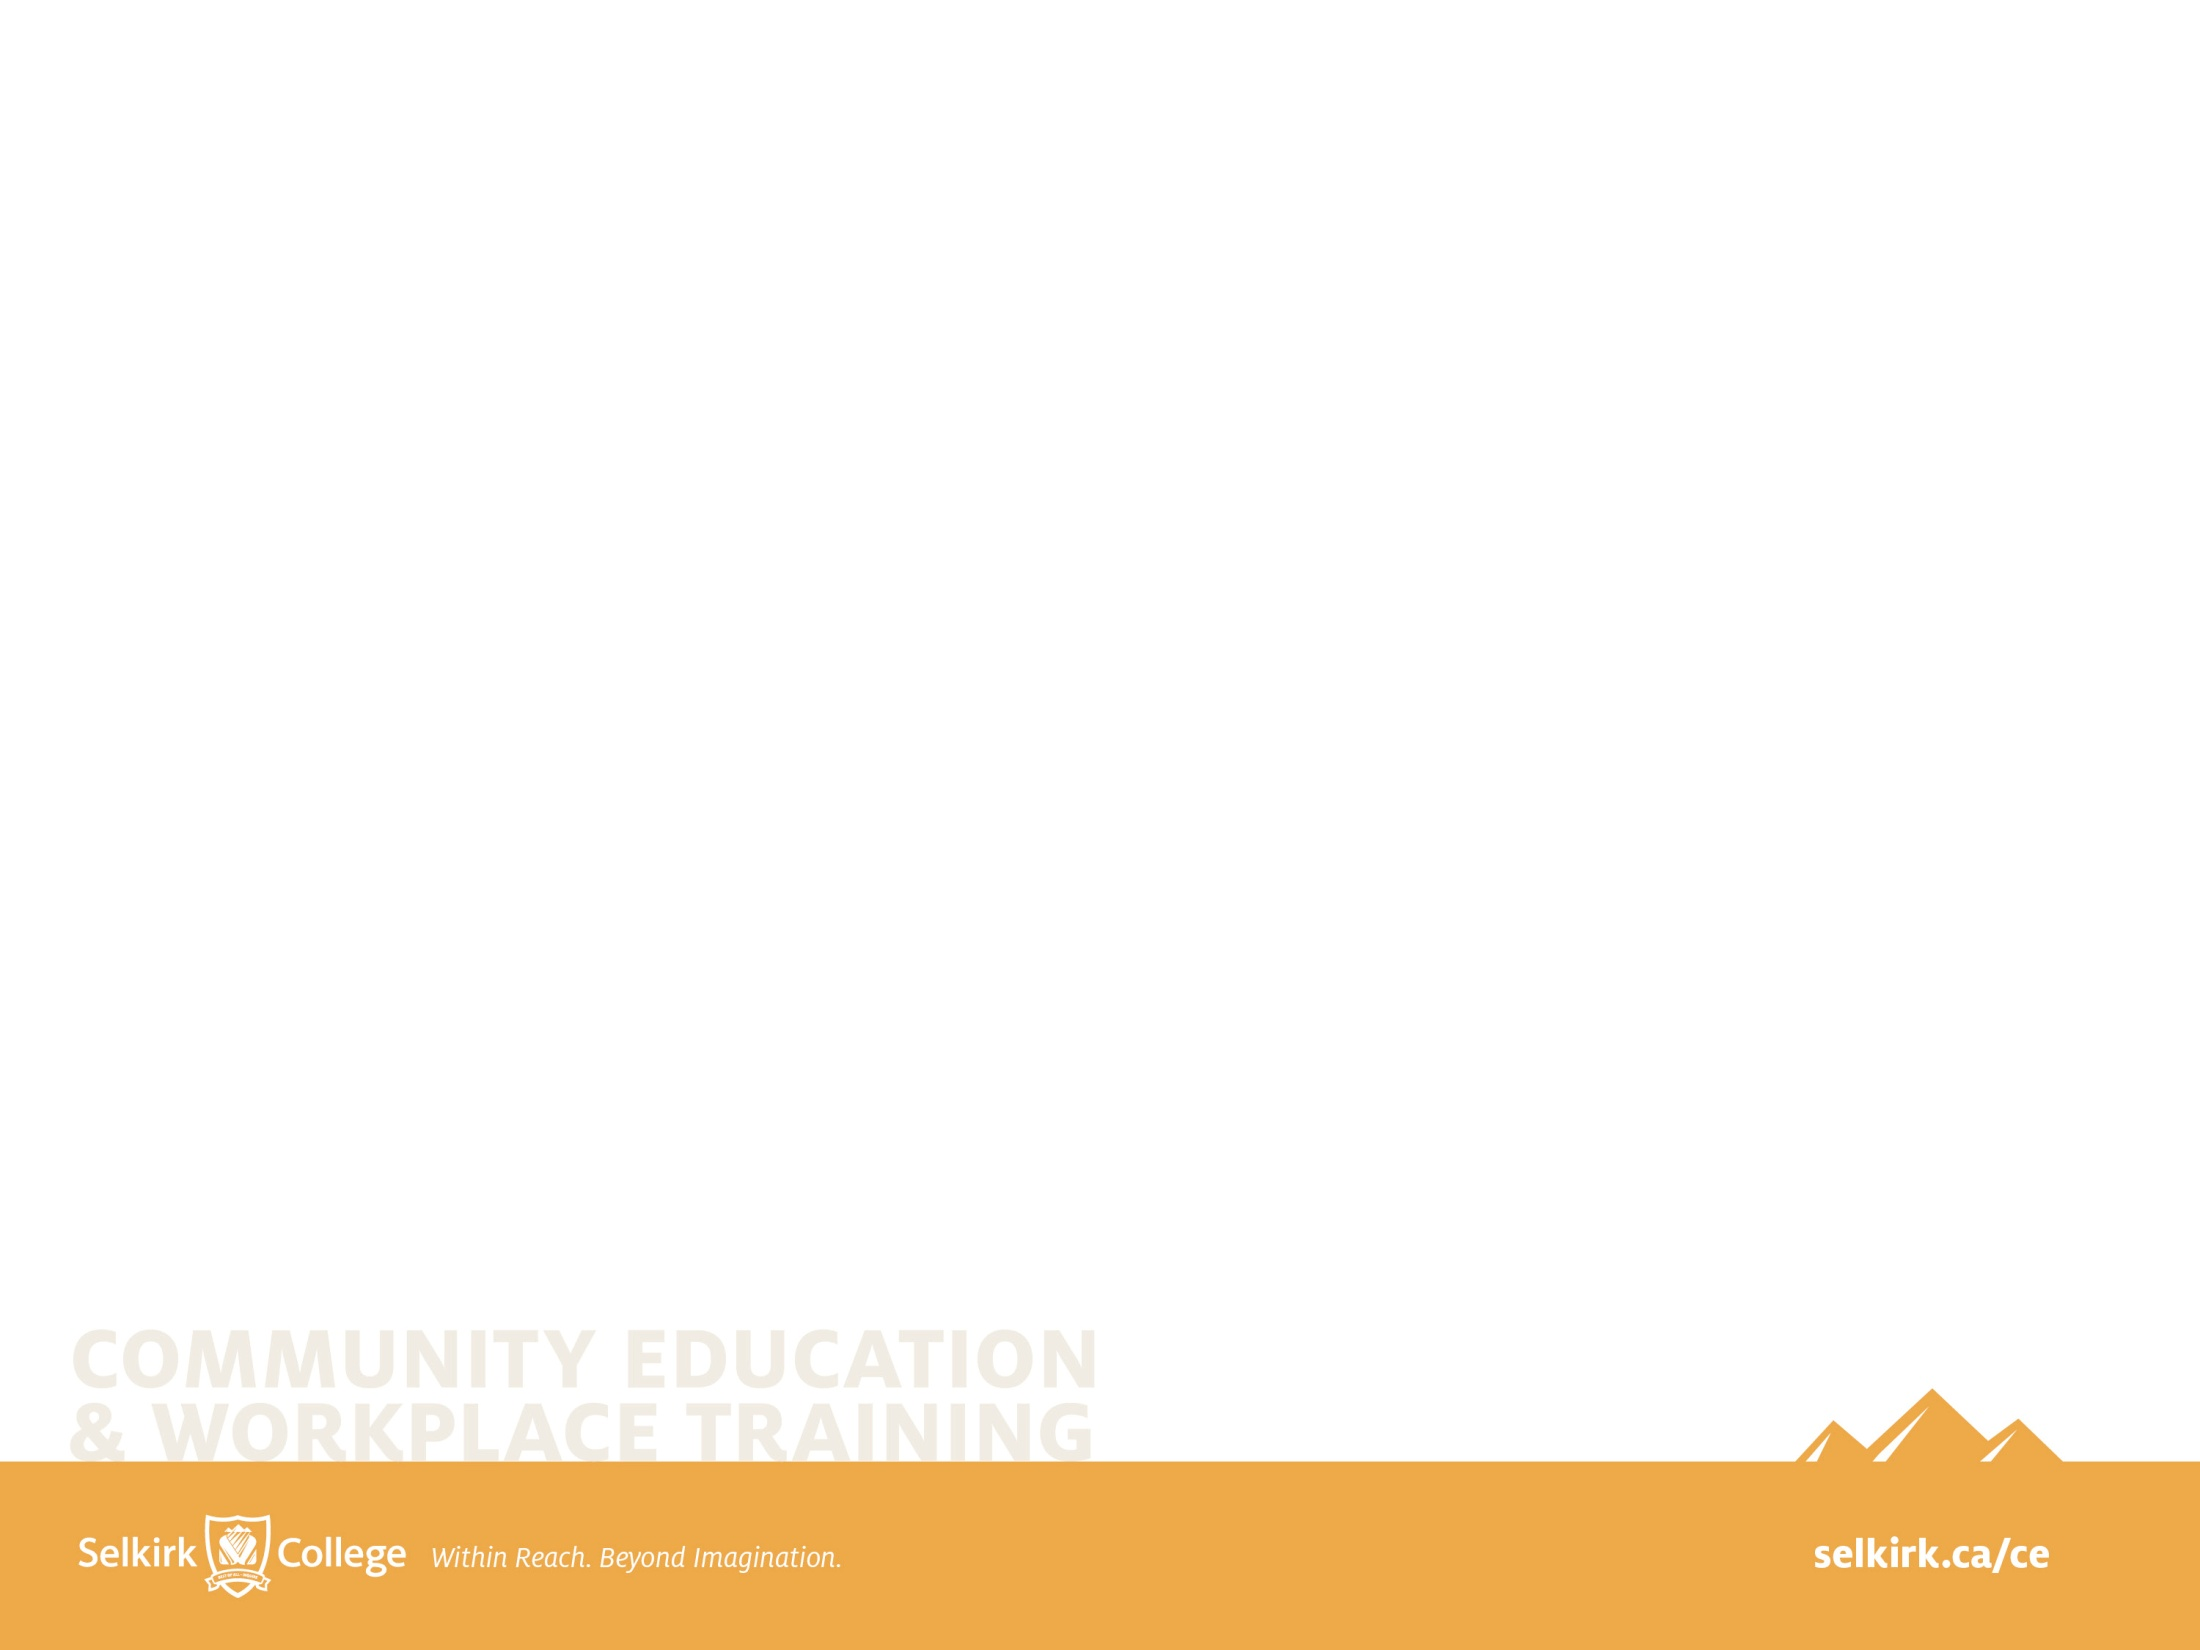 COMMUNITY EDUCATION
& WORKPLACE TRAINING
Selkirk College Within Reach. Beyond Imagination.
selkirk.ca/ce